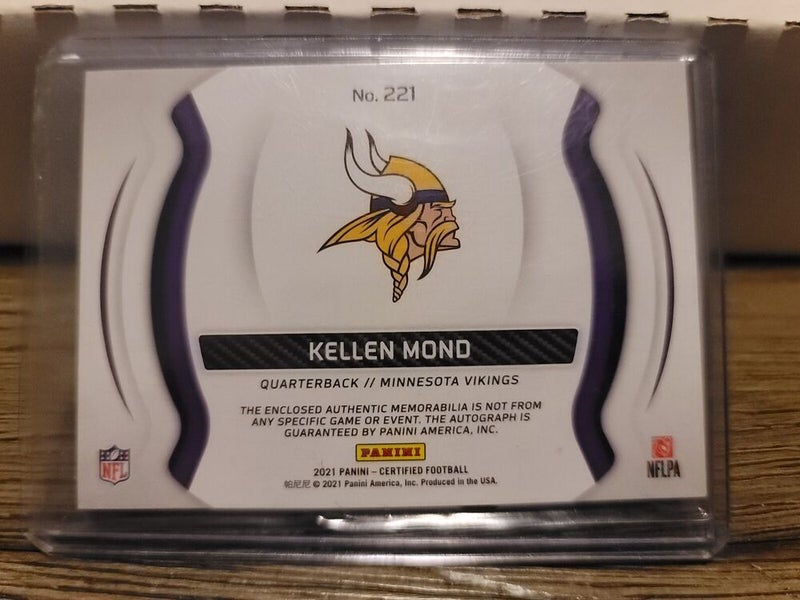 No. 221
KELLEN MOND
QUARTERBACK // MINNESOTA VIKINGS
THE ENCLOSED AUTHENTIC MEMORABILIA IS NOT FROM
ANY SPECIFIC GAME OR EVENT. THE AUTOGRAPH IS
GUARANTEED BY PANINI AMERICA, INC.
PANINI
NFL
NFLPA
2021 PANINI – CERTIFIED FOOTBALL
帕尼尼 © 2021 Panini America, Inc. Produced in the USA.